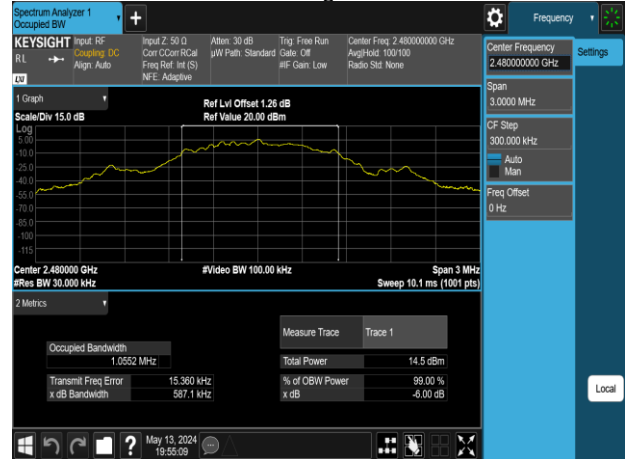 Spectrum Analyzer 1
Occupied BW
Frequency
KEYSIGHT
RL
LXI
Input: RF
Coupling: DC
Align: Auto
Input Z: 50 Ω
Corr CCorr RCal
Freq Ref: Int (S)
NFE: Adaptive
Atten: 30 dB
µW Path: Standard
Trig: Free Run
Gate: Off
#IF Gain: Low
Center Freq: 2.480000000 GHz
Avg|Hold: 100/100
Radio Std: None
Center Frequency
2.480000000 GHz
Settings
Span
3.0000 MHz
CF Step
300.000 kHz
Auto
Man
Freq Offset
0 Hz
Local
1 Graph
Scale/Div 15.0 dB
Ref Lvl Offset 1.26 dB
Ref Value 20.00 dBm
Log
5.00
-10.0
-25.0
-40.0
-55.0
-70.0
-85.0
-100
-115
Center 2.480000 GHz
#Res BW 30.000 kHz
#Video BW 100.00 kHz
Span 3 MHz
Sweep 10.1 ms (1001 pts)
2 Metrics
Measure Trace Trace 1
Occupied Bandwidth
1.0552 MHz
Total Power 14.5 dBm
Transmit Freq Error 15.360 kHz
% of OBW Power 99.00 %
x dB Bandwidth 587.1 kHz
x dB -6.00 dB
?
May 13, 2024
19:55:09